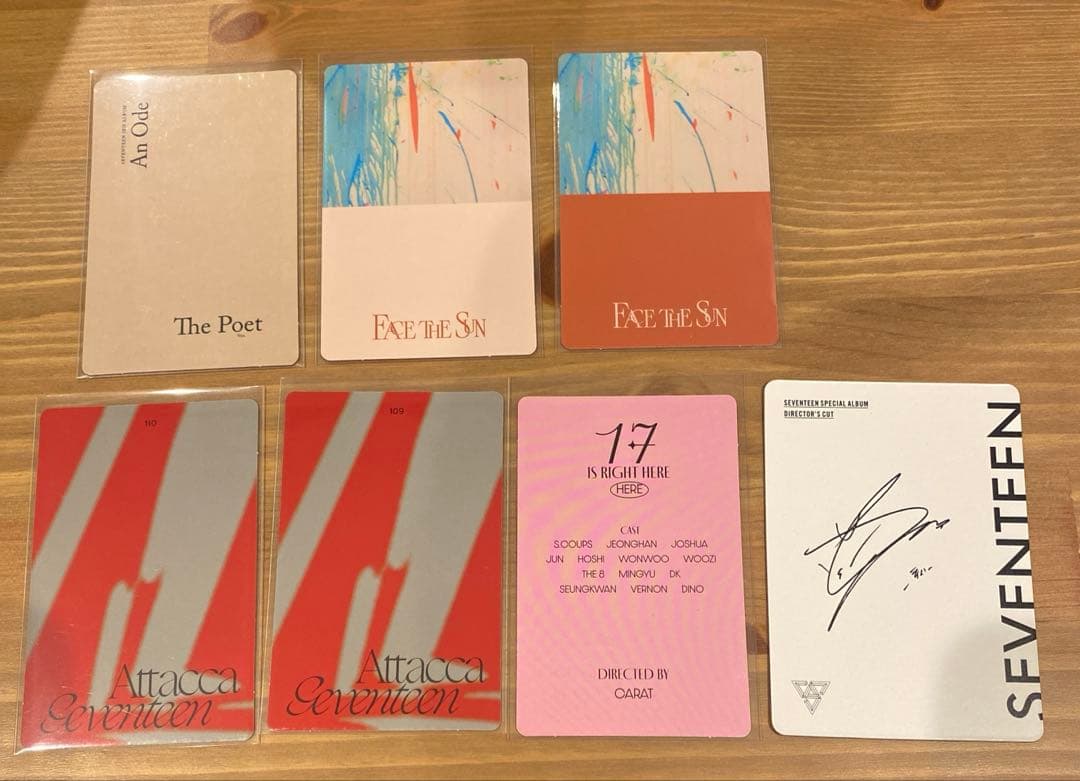 SEVENTEEN 3RD ALBUM
An Ode
The Poet
FACE THE SUN
FACE THE SUN
110
Attacca
Seventeen
109
Attacca
Seventeen
17
IS RIGHT HERE
HERE
CAST
S.COUPS JEONGHAN JOSHUA
JUN HOSHI WONWOO WOOZI
THE 8 MINGYU DK
SEUNGKWAN VERNON DINO
DIRECTED BY
CARAT
SEVENTEEN SPECIAL ALBUM
DIRECTOR'S CUT
SEVENTEEN